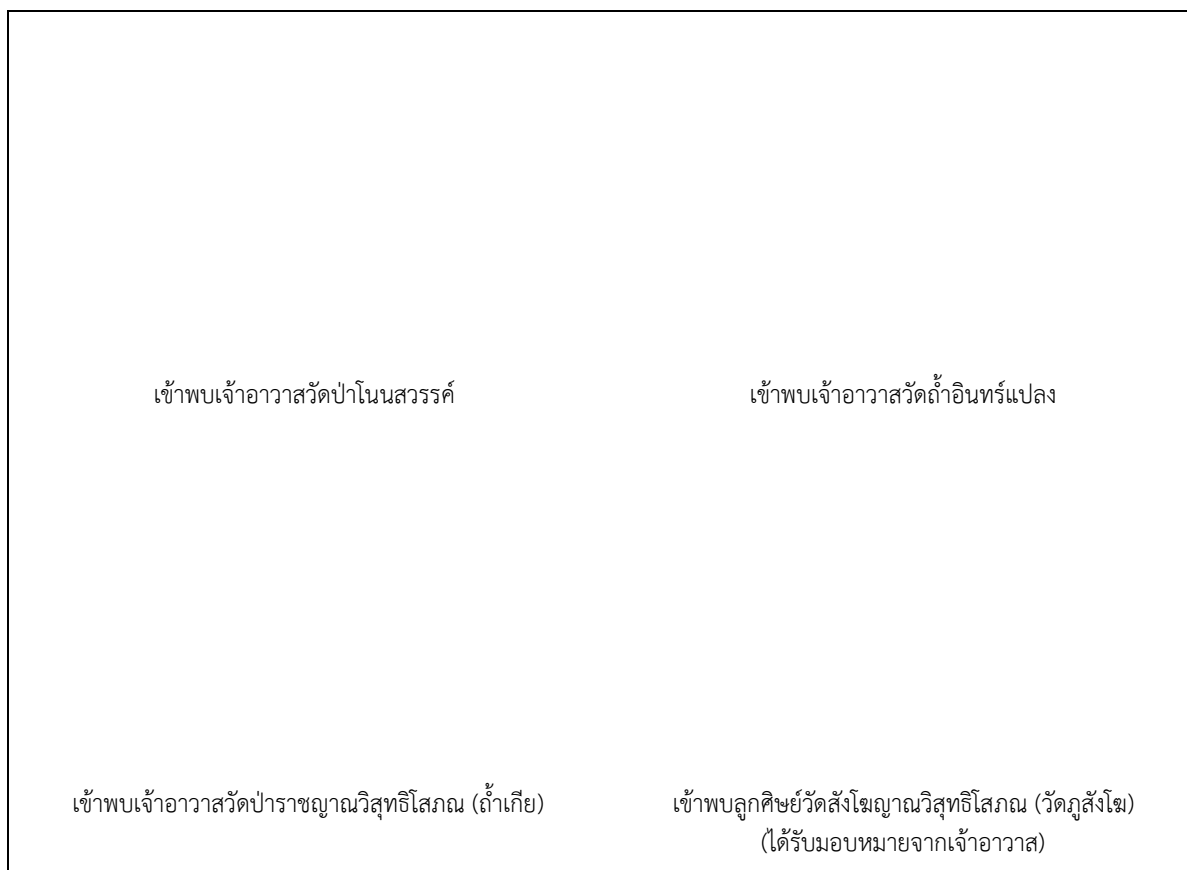 เข้าพบเจ้าอาวาสวัดป่าโนนสวรรค์
เข้าพบเจ้าอาวาสวัดถ้ำอินทร์แปลง
เข้าพบเจ้าอาวาสวัดป่าราชญาณวิสุทธิโสภณ (ถ้ำเกีย)
เข้าพบลูกศิษย์วัดสังโฆญาณวิสุทธิโสภณ (วัดภูสังโฆ)
(ได้รับมอบหมายจากเจ้าอาวาส)